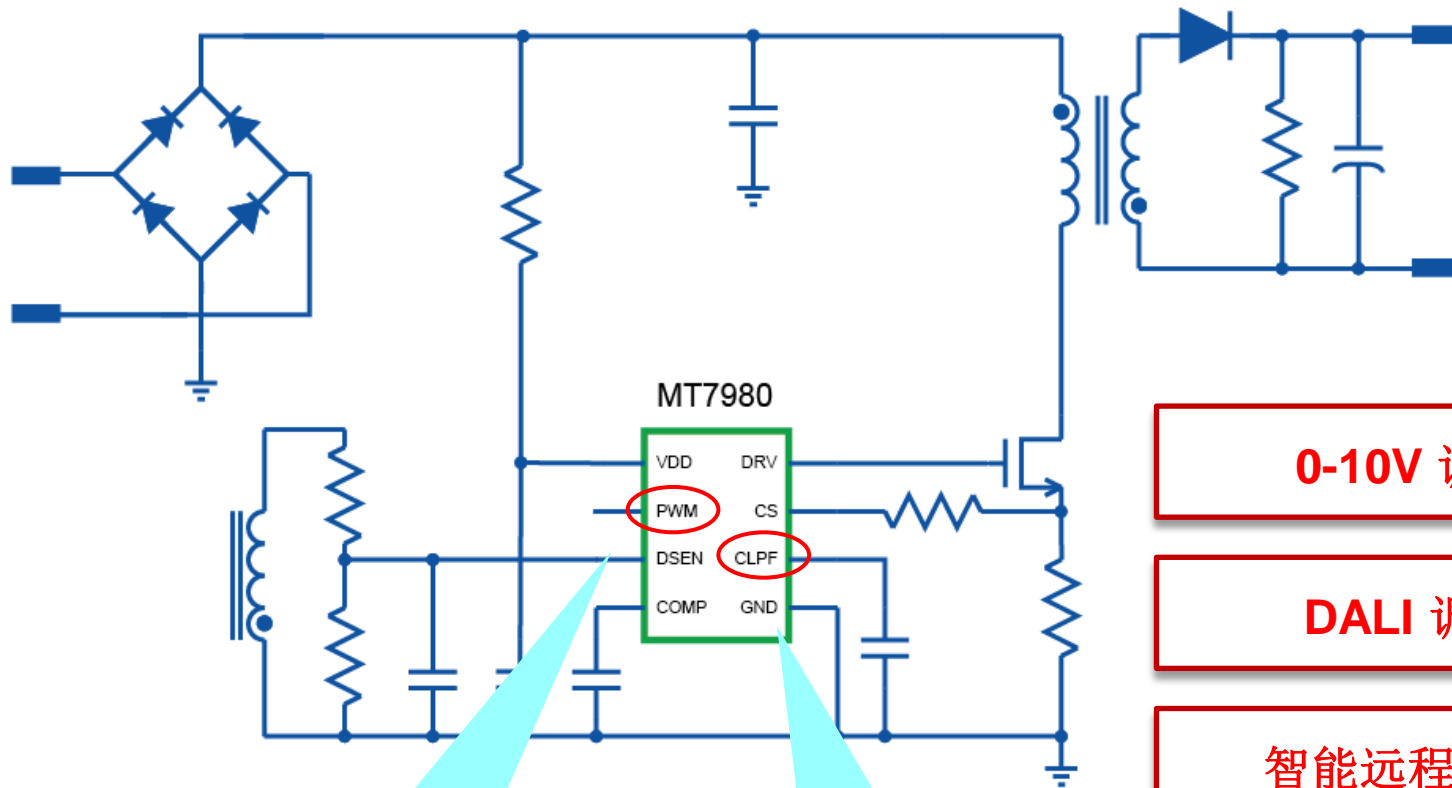 MT7980
VDD DRV
PWM CS
DSEN CLPF
COMP GND
0-10V
DALI
智能远程